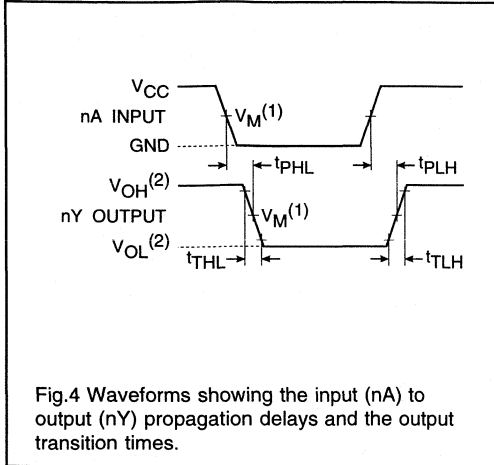 VCC
nA INPUT
VM(1)
GND
tPHL
tPLH
VOH(2)
nY OUTPUT
VM(1)
VOL(2)
tTHL
tTLH
Fig.4 Waveforms showing the input (nA) to
output (nY) propagation delays and the output
transition times.